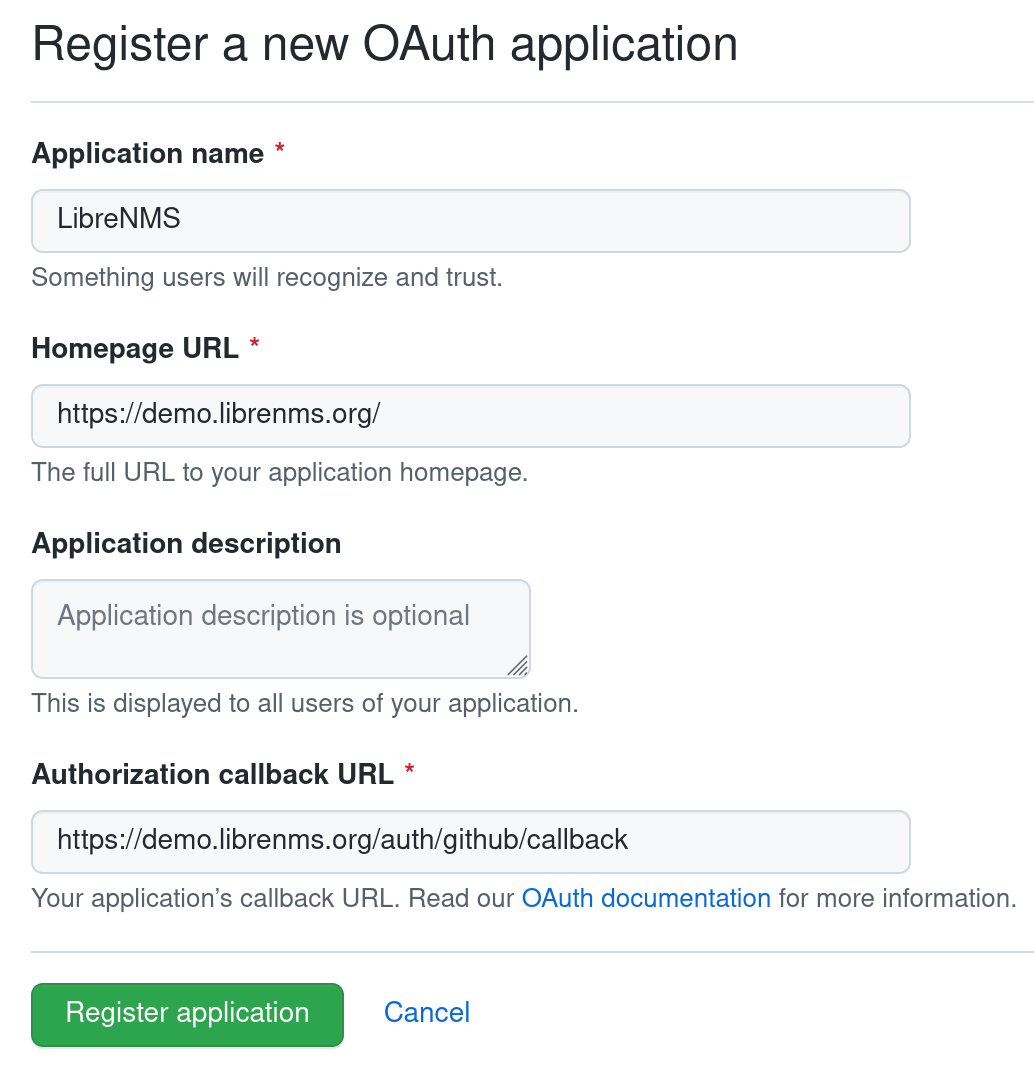 Register a new OAuth application
Application name *
LibreNMS
Something users will recognize and trust.
Homepage URL *
https://demo.librenms.org/
The full URL to your application homepage.
Application description
Application description is optional
This is displayed to all users of your application.
Authorization callback URL *
https://demo.librenms.org/auth/github/callback
Your application’s callback URL. Read our OAuth documentation for more information.
Register application Cancel